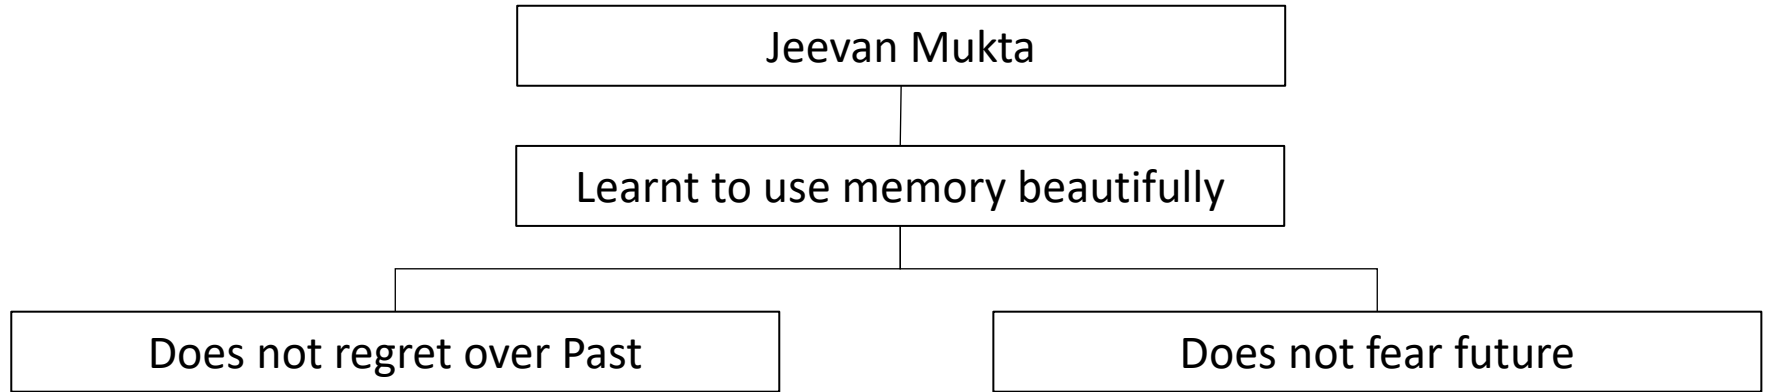 Jeevan Mukta
Learnt to use memory beautifully
Does not regret over Past
Does not fear future